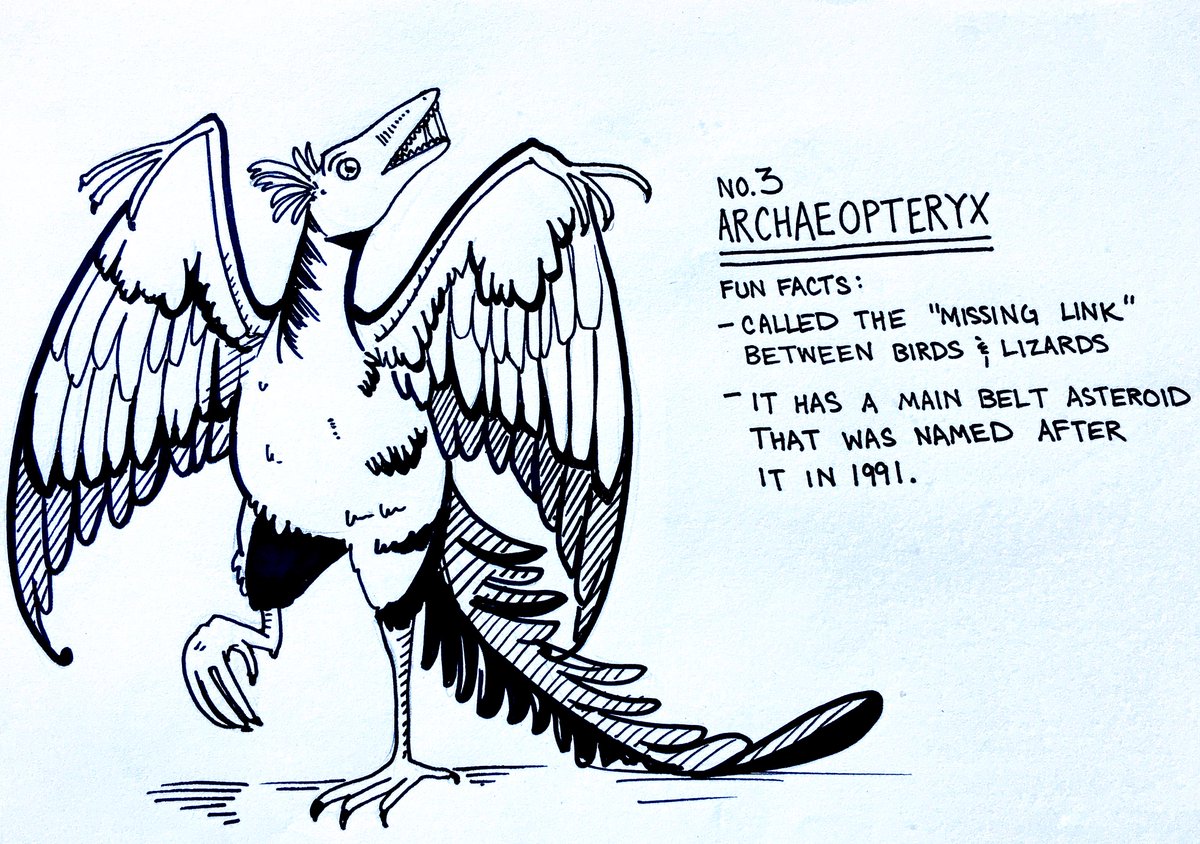 NO.3
ARCHAEOPTERYX
FUN FACTS:
- CALLED THE "MISSING LINK"
BETWEEN BIRDS & LIZARDS
- IT HAS A MAIN BELT ASTEROID
THAT WAS NAMED AFTER
IT IN 1991.